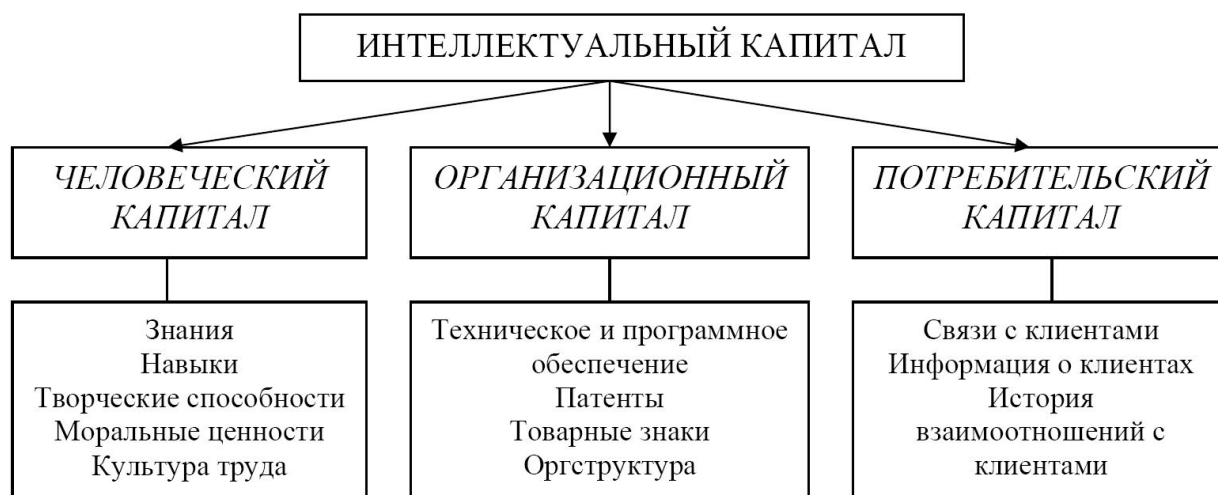 ИНТЕЛЛЕКТУАЛЬНЫЙ КАПИТАЛ
ЧЕЛОВЕЧЕСКИЙ
КАПИТАЛ
ОРГАНИЗАЦИОННЫЙ
КАПИТАЛ
ПОТРЕБИТЕЛЬСКИЙ
КАПИТАЛ
Знания
Навыки
Творческие способности
Моральные ценности
Культура труда
Техническое и программное
обеспечение
Патенты
Товарные знаки
Оргструктура
Связи с клиентами
Информация о клиентах
История
взаимоотношений с
клиентами